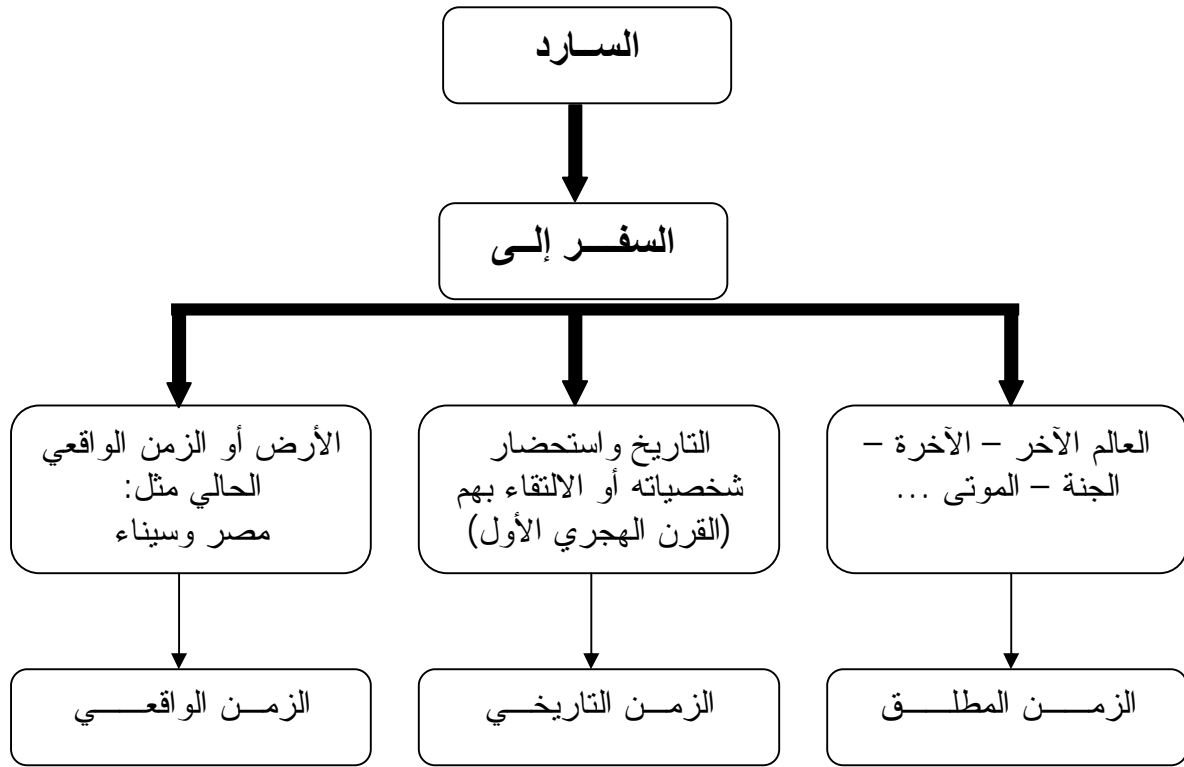 السارد
السفر إلى
العالم الآخر – الآخرة –
الجنة – الموتى ...
التاريخ واستحضار
شخصياته أو الالتقاء بهم
(القرن الهجري الأول)
الأرض أو الزمن الواقعي
الحالي مثل:
مصر وسيناء
الزمن المطلق
الزمن التاريخي
الزمن الواقعي